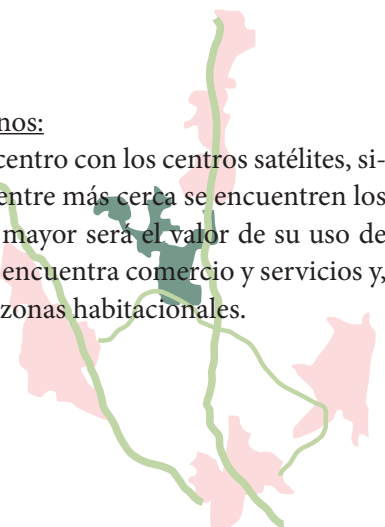 nos:
centro con los centros satélites, si-
entre más cerca se encuentren los
mayor será el valor de su uso de
encuentra comercio y servicios y,
zonas habitacionales.